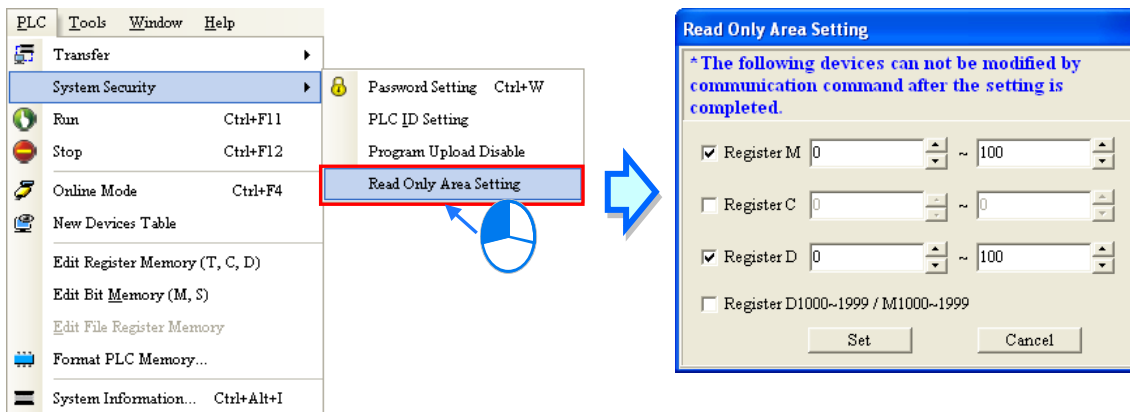 PLC Tools Window Help
Transfer
System Security
Run Ctrl+F11
Stop Ctrl+F12
Online Mode Ctrl+F4
New Devices Table
Edit Register Memory (T, C, D)
Edit Bit Memory (M, S)
Edit File Register Memory
Format PLC Memory...
System Information... Ctrl+Alt+I
Password Setting Ctrl+W
PLC ID Setting
Program Upload Disable
Read Only Area Setting
Read Only Area Setting
*The following devices can not be modified by
communication command after the setting is
completed.
Register M 0 ~ 100
Register C 0 ~ 0
Register D 0 ~ 100
Register D1000~1999 / M1000~1999
Set Cancel